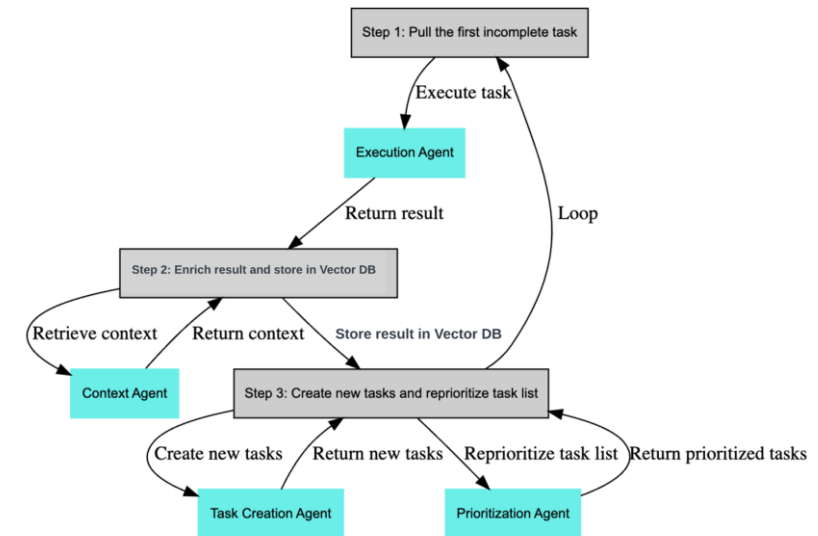 Step 1: Pull the first incomplete task
Execute task
Execution Agent
Return result
Loop
Step 2: Enrich result and store in Vector DB
Retrieve context
Return context
Store result in Vector DB
Context Agent
Step 3: Create new tasks and reprioritize task list
Create new tasks
Return new tasks
Reprioritize task list
Return prioritized tasks
Task Creation Agent
Prioritization Agent